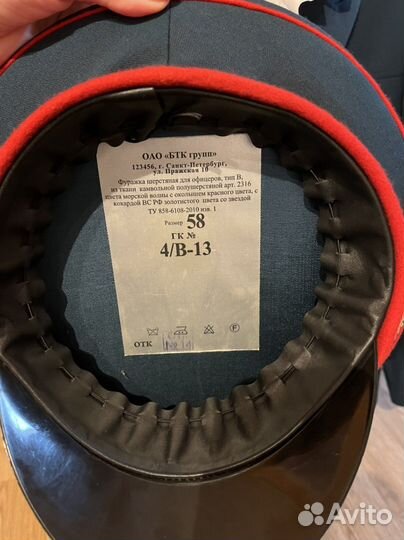 ОАО «БТК групп»
123456, г. Санкт-Петербург,
ул. Пражская 10
Фуражка шерстяная для офицеров, тип В,
из ткани камвольной полушерстяной арт. 2316
цвета морской волны с околышем красного цвета, с
кокардой ВС РФ золотистого цвета со звездой
ТУ 858-6108-2010 изв. 1
Размер 58
ГК №
4/В-13
ОТК
Avito